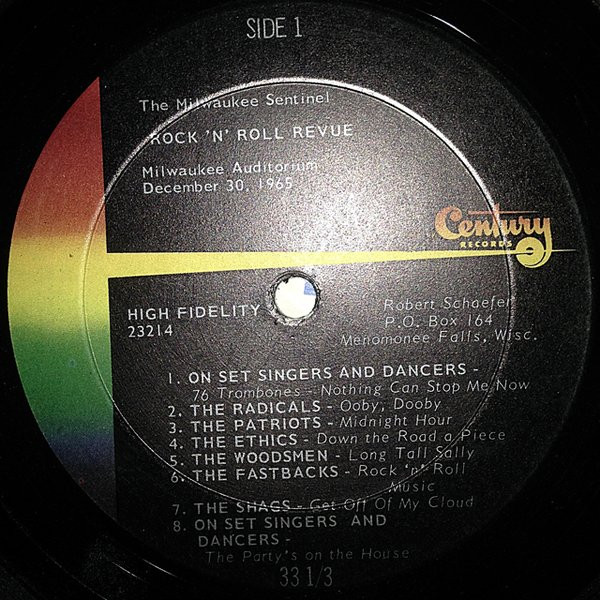 SIDE 1
The Milwaukee Sentinel
ROCK 'N' ROLL REVUE
Milwaukee Auditorium
December 30, 1965
Century
RECORDS
HIGH FIDELITY
23214
Robert Schaefer
P.O. Box 164
Menomonee Falls, Wisc.
1. ON SET SINGERS AND DANCERS -
76 Trombones - Nothing Can Stop Me Now
2. THE RADICALS - Ooby, Dooby
3. THE PATRIOTS - Midnight Hour
4. THE ETHICS - Down the Road a Piece
5. THE WOODSMEN - Long Tall Sally
6. THE FASTBACKS - Rock 'n' Roll
Music
7. THE SHAGS - Get Off Of My Cloud
8. ON SET SINGERS AND
DANCERS -
The Party's on the House
33 1/3